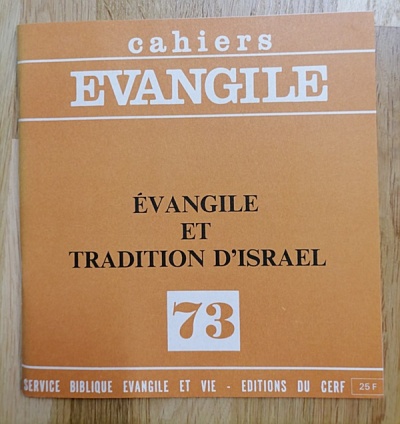 cahiers
EVANGILE
ÉVANGILE
ET
TRADITION D'ISRAEL
73
SERVICE BIBLIQUE EVANGILE ET VIE - EDITIONS DU CERF 25 F